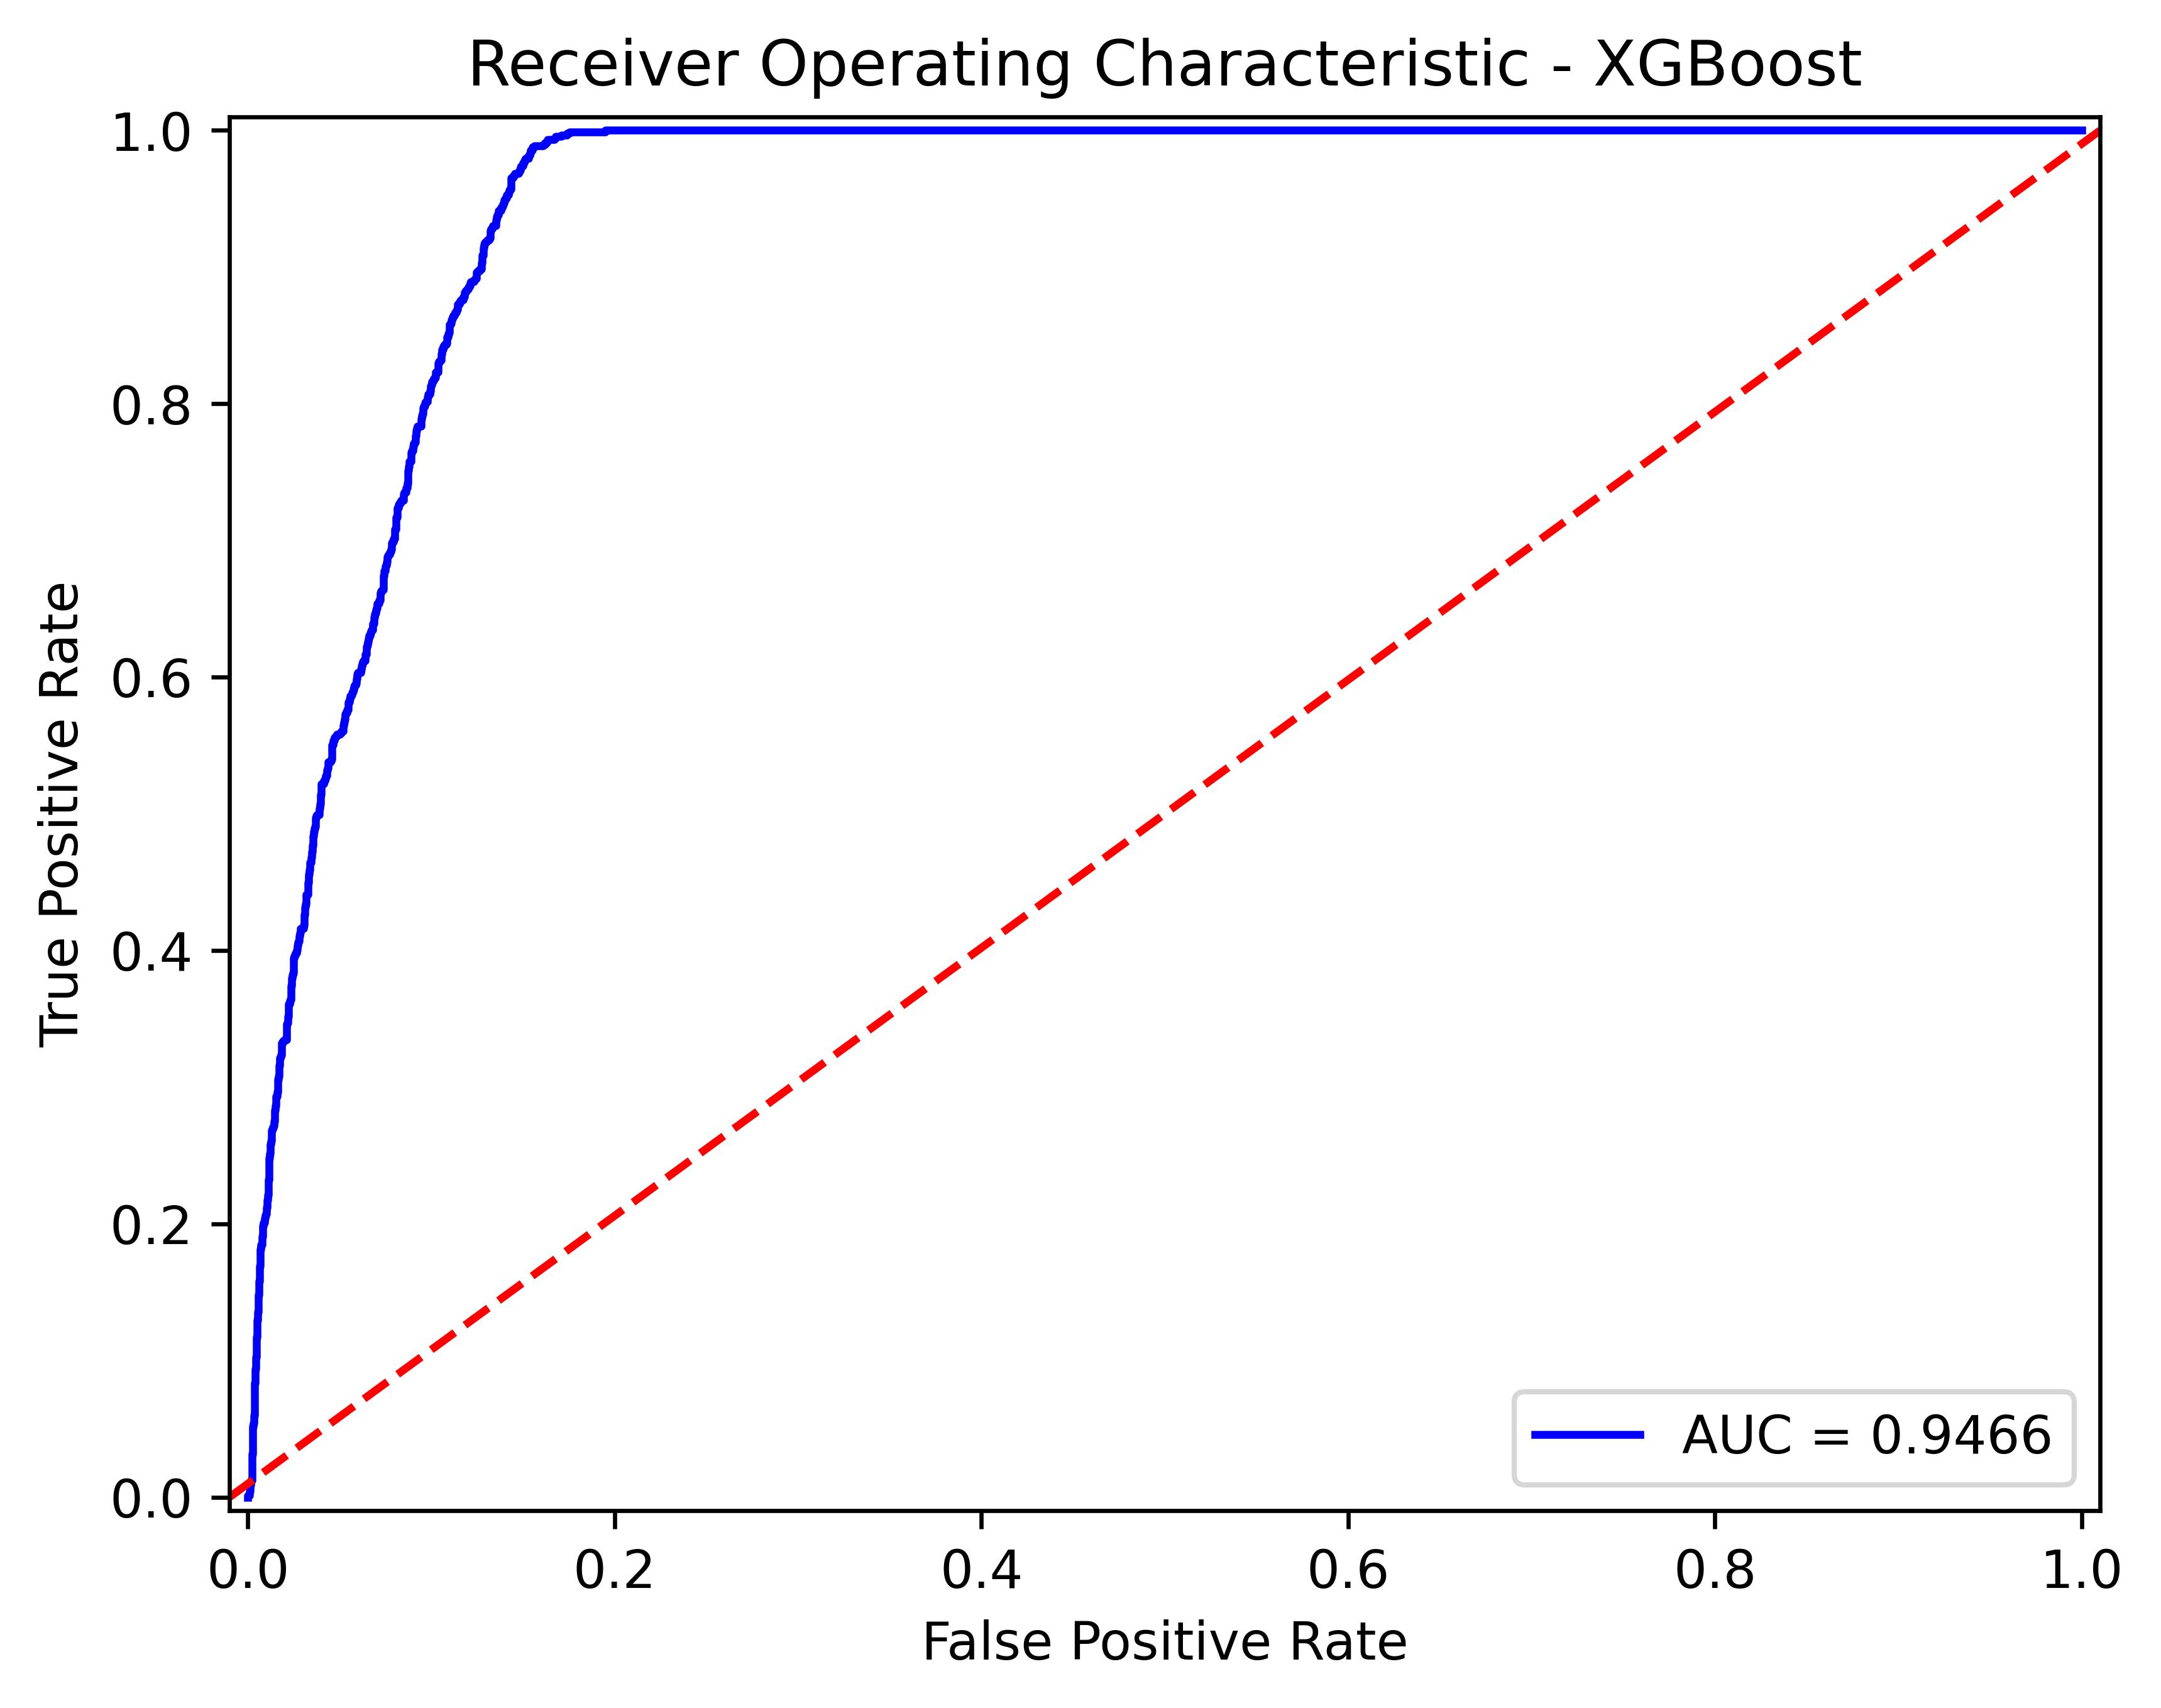 Receiver Operating Characteristic - XGBoost
1.0
0.8
0.6
0.4
0.2
0.0
True Positive Rate
AUC = 0.9466
0.0 0.2 0.4 0.6 0.8 1.0
False Positive Rate